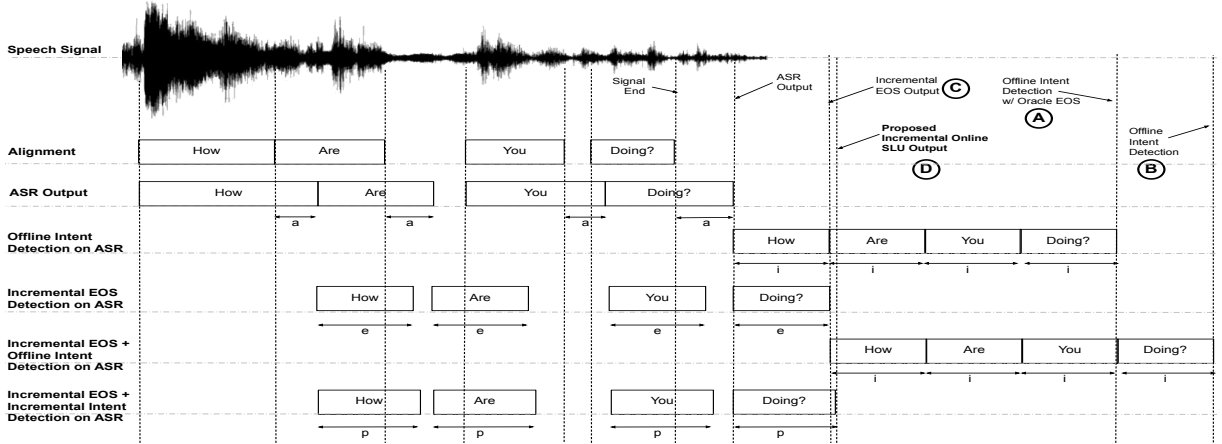 Speech Signal
Signal
End
ASR
Output
Incremental
EOS Output C
Offline Intent
Detection
w/ Oracle EOS
A
Proposed
Incremental Online
SLU Output
D
Offline
Intent
Detection
B
Alignment
How Are You Doing?
ASR Output
How Are You Doing?
a a a a
Offline Intent
Detection on ASR
How Are You Doing?
i i i i
Incremental EOS
Detection on ASR
How Are You Doing?
e e e e
Incremental EOS +
Offline Intent
Detection on ASR
How Are You Doing?
i i i i
Incremental EOS +
Incremental Intent
Detection on ASR
How Are You Doing?
p p p p